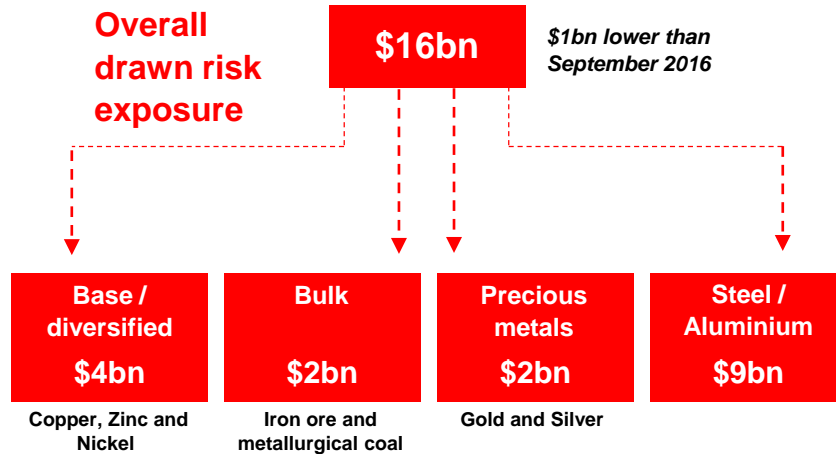 Overall
drawn risk
exposure
$16bn
$1bn lower than
September 2016
Base /
diversified
$4bn
Copper, Zinc and
Nickel
Bulk
$2bn
Iron ore and
metallurgical coal
Precious
metals
$2bn
Gold and Silver
Steel /
Aluminium
$9bn